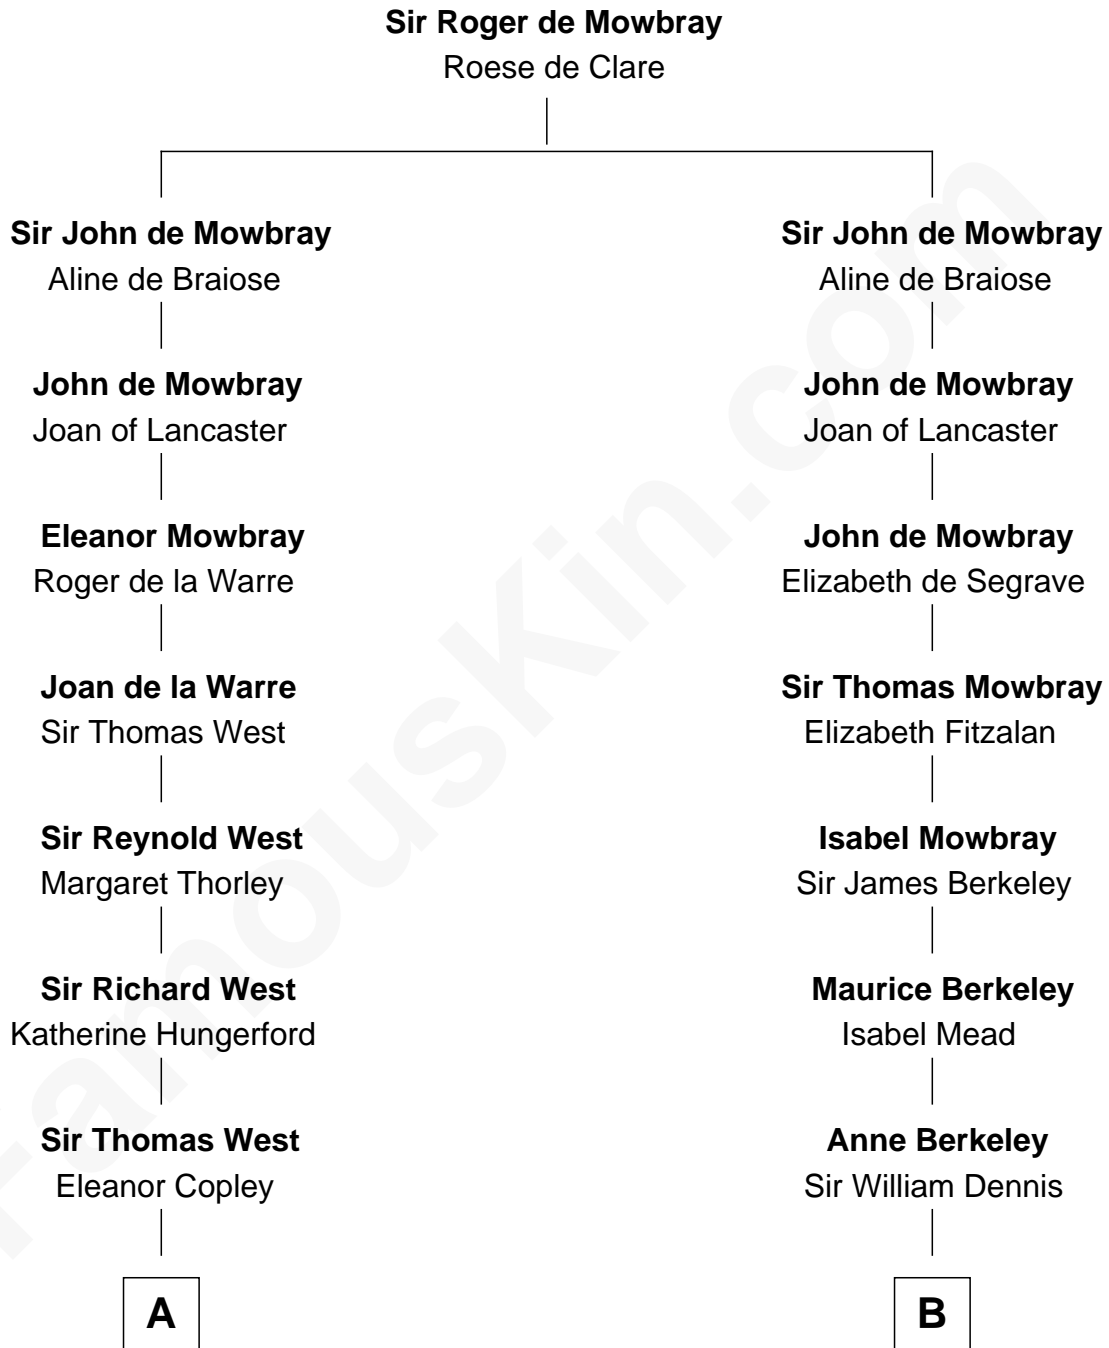 Sir Roger de Mowbray
Roese de Clare
Sir John de Mowbray
Aline de Braiose
Sir John de Mowbray
Aline de Braiose
John de Mowbray
Joan of Lancaster
John de Mowbray
Joan of Lancaster
Eleanor Mowbray
Roger de la Warre
John de Mowbray
Elizabeth de Segrave
Joan de la Warre
Sir Thomas West
Sir Thomas Mowbray
Elizabeth Fitzalan
Sir Reynold West
Margaret Thorley
Isabel Mowbray
Sir James Berkeley
Sir Richard West
Katherine Hungerford
Maurice Berkeley
Isabel Mead
Sir Thomas West
Eleanor Copley
Anne Berkeley
Sir William Dennis
A
B
FamousKin.com